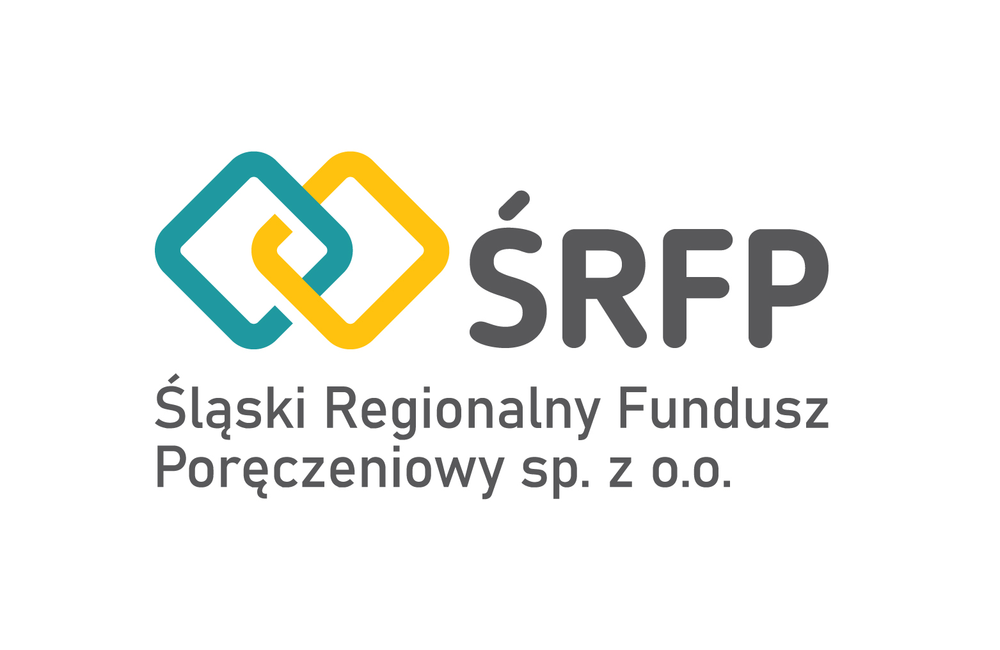 ŚRFP
Śląski Regionalny Fundusz
Poręczeniowy sp. z o.o.